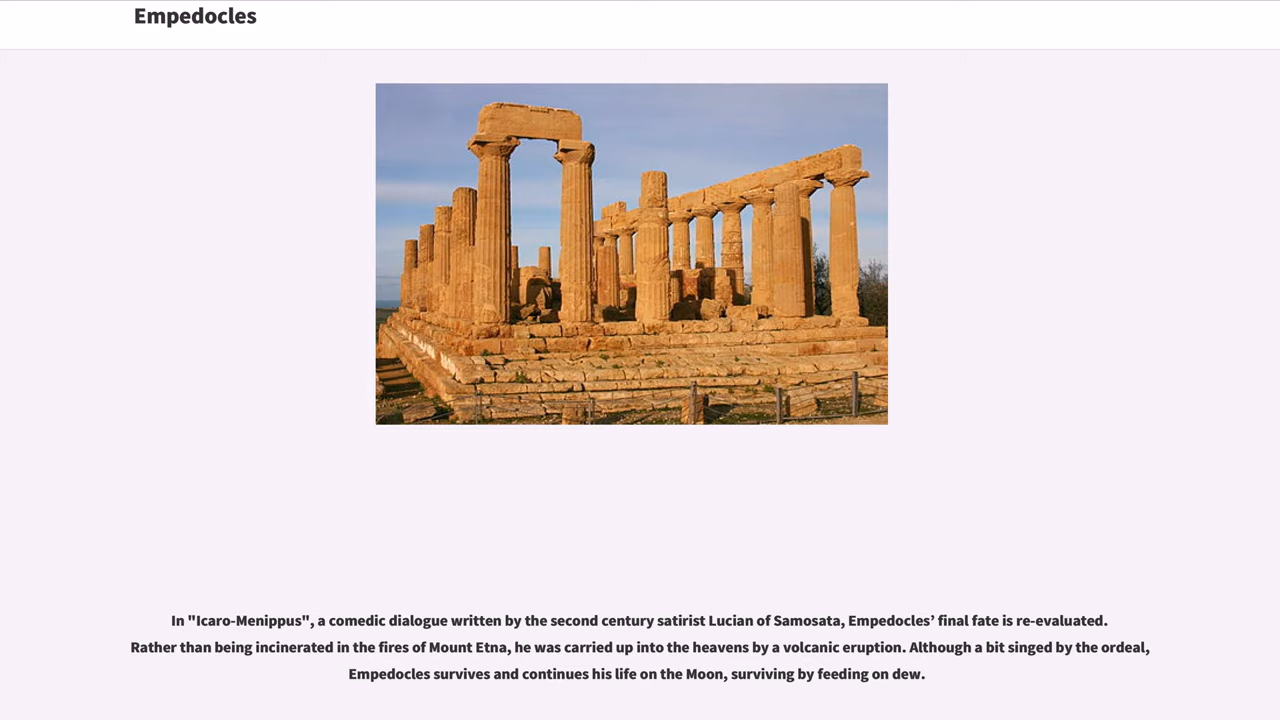 Empedocles
In "Icaro-Menippus", a comedic dialogue written by the second century satirist Lucian of Samosata, Empedocles’ final fate is re-evaluated.
Rather than being incinerated in the fires of Mount Etna, he was carried up into the heavens by a volcanic eruption. Although a bit singed by the ordeal,
Empedocles survives and continues his life on the Moon, surviving by feeding on dew.